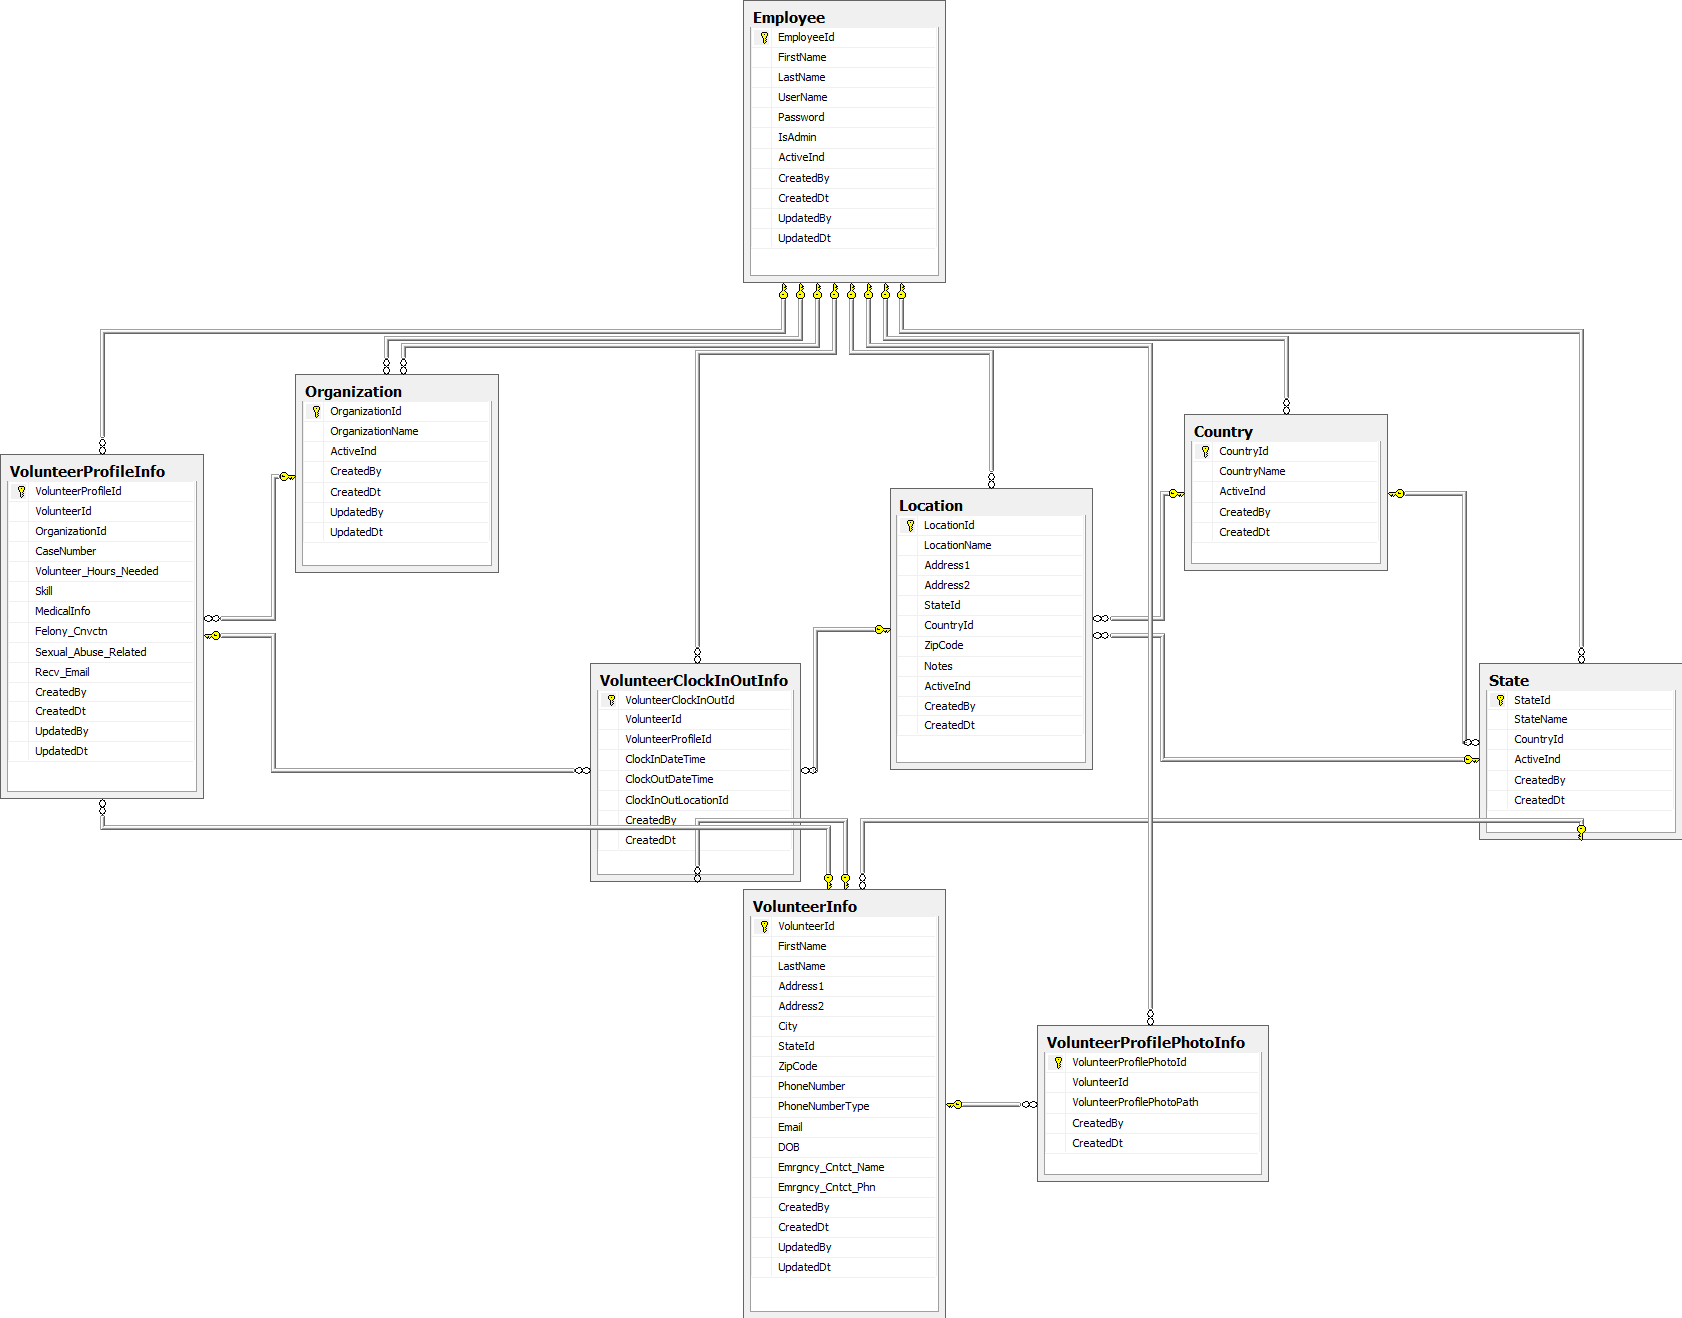 Employee
EmployeeId
FirstName
LastName
UserName
Password
IsAdmin
ActiveInd
CreatedBy
CreatedDt
UpdatedBy
UpdatedDt
Organization
OrganizationId
OrganizationName
ActiveInd
CreatedBy
CreatedDt
UpdatedBy
UpdatedDt
Country
CountryId
CountryName
ActiveInd
CreatedBy
CreatedDt
VolunteerProfileInfo
VolunteerProfileId
VolunteerId
OrganizationId
CaseNumber
Volunteer_Hours_Needed
Skill
MedicalInfo
Felony_Cnvctn
Sexual_Abuse_Related
Recv_Email
CreatedBy
CreatedDt
UpdatedBy
UpdatedDt
Location
LocationId
LocationName
Address1
Address2
StateId
CountryId
ZipCode
Notes
ActiveInd
CreatedBy
CreatedDt
VolunteerClockInOutInfo
VolunteerClockInOutId
VolunteerId
VolunteerProfileId
ClockInDateTime
ClockOutDateTime
ClockInOutLocationId
CreatedBy
CreatedDt
State
StateId
StateName
CountryId
ActiveInd
CreatedBy
CreatedDt
VolunteerInfo
VolunteerId
FirstName
LastName
Address1
Address2
City
StateId
ZipCode
PhoneNumber
PhoneNumberType
Email
DOB
Emrgncy_Cntct_Name
Emrgncy_Cntct_Phn
CreatedBy
CreatedDt
UpdatedBy
UpdatedDt
VolunteerProfilePhotoInfo
VolunteerProfilePhotoId
VolunteerId
VolunteerProfilePhotoPath
CreatedBy
CreatedDt